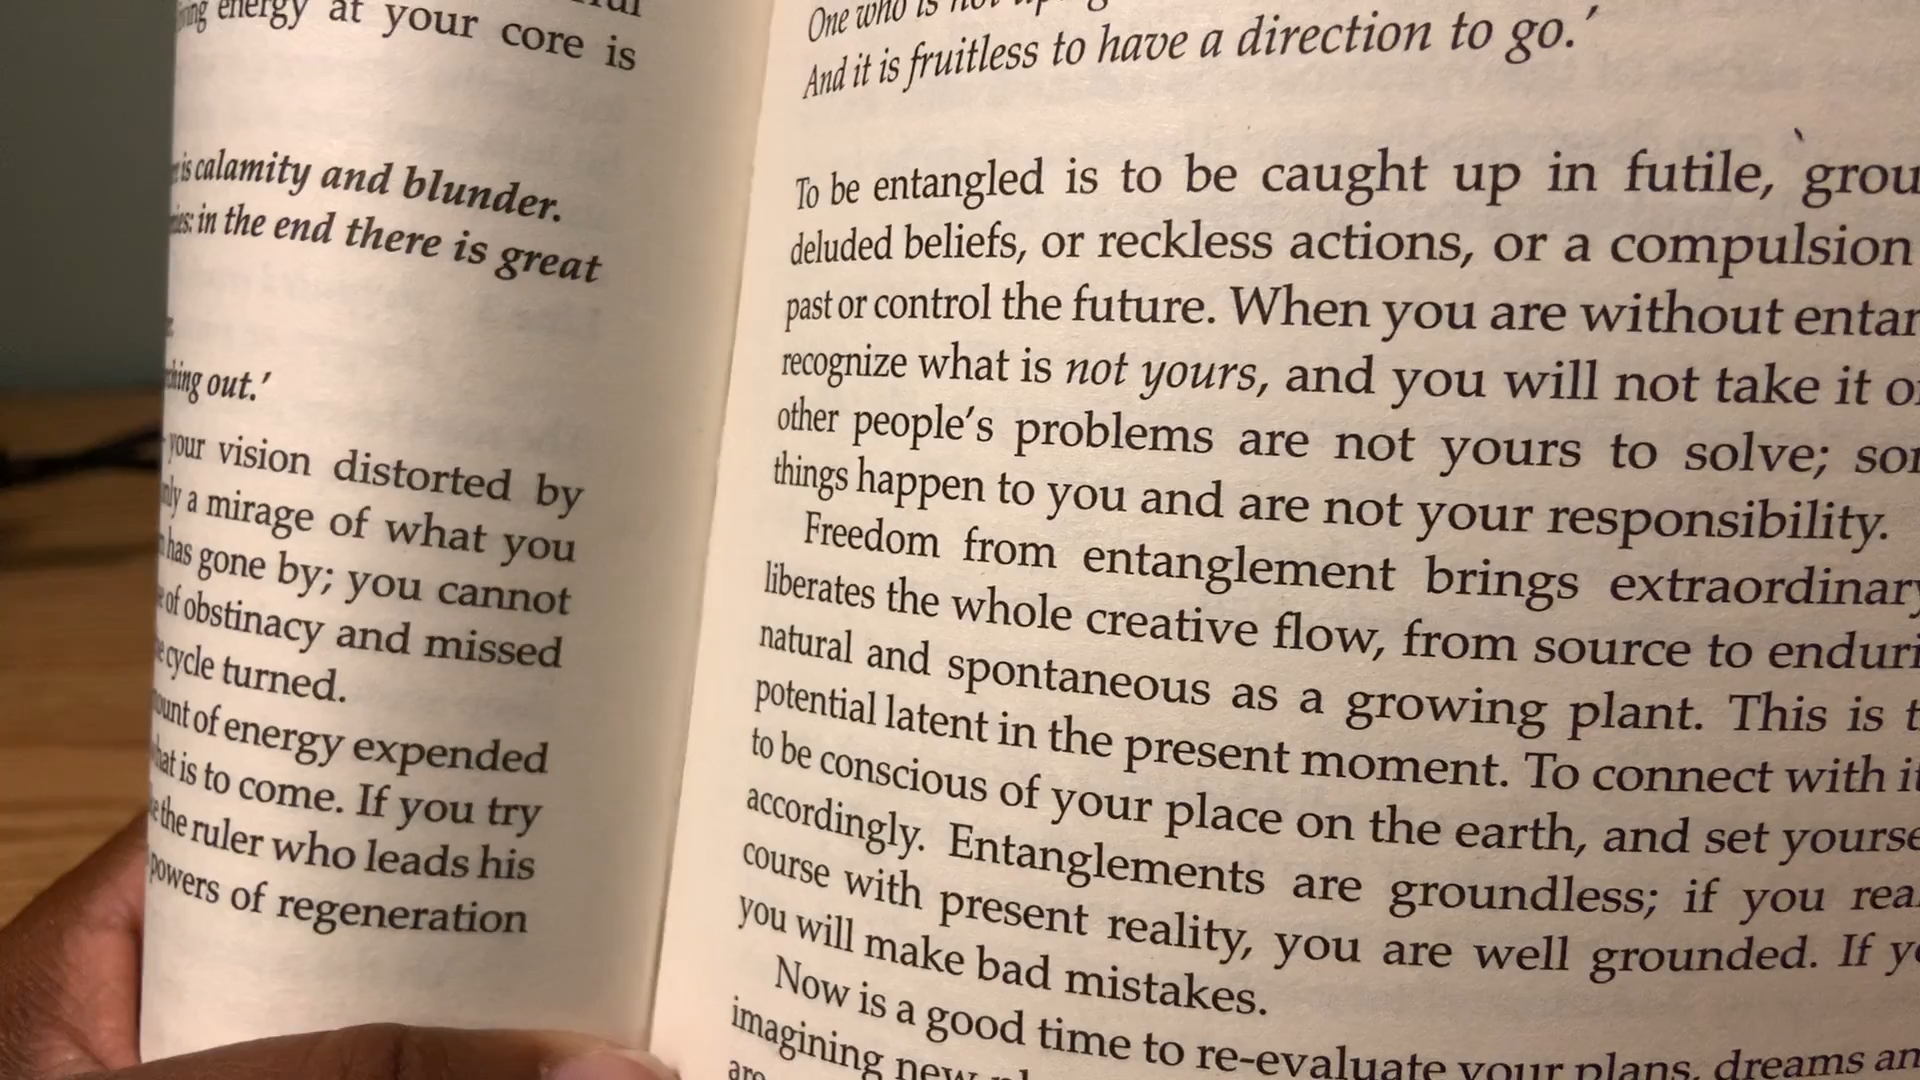 energy at your core is
is calamity and blunder.
in the end there is great
out.'
your vision distorted by
a mirage of what you
has gone by; you cannot
of obstinacy and missed
cycle turned.
of energy expended
is to come. If you try
the ruler who leads his
powers of regeneration
One who is not
And it is fruitless to have a direction to go.'
To be entangled is to be caught up in futile,
deluded beliefs, or reckless actions, or a compulsion
past or control the future. When you are without
recognize what is not yours, and you will not take it
other people's problems are not yours to solve;
things happen to you and are not your responsibility.
Freedom from entanglement brings extraordinary
liberates the whole creative flow, from source to
natural and spontaneous as a growing plant. This is
potential latent in the present moment. To connect with
to be conscious of your place on the earth, and set
accordingly. Entanglements are groundless; if you
course with present reality, you are well grounded. If
you will make bad mistakes.
Now is a good time to re-evaluate your plans, dreams
imagining new
are